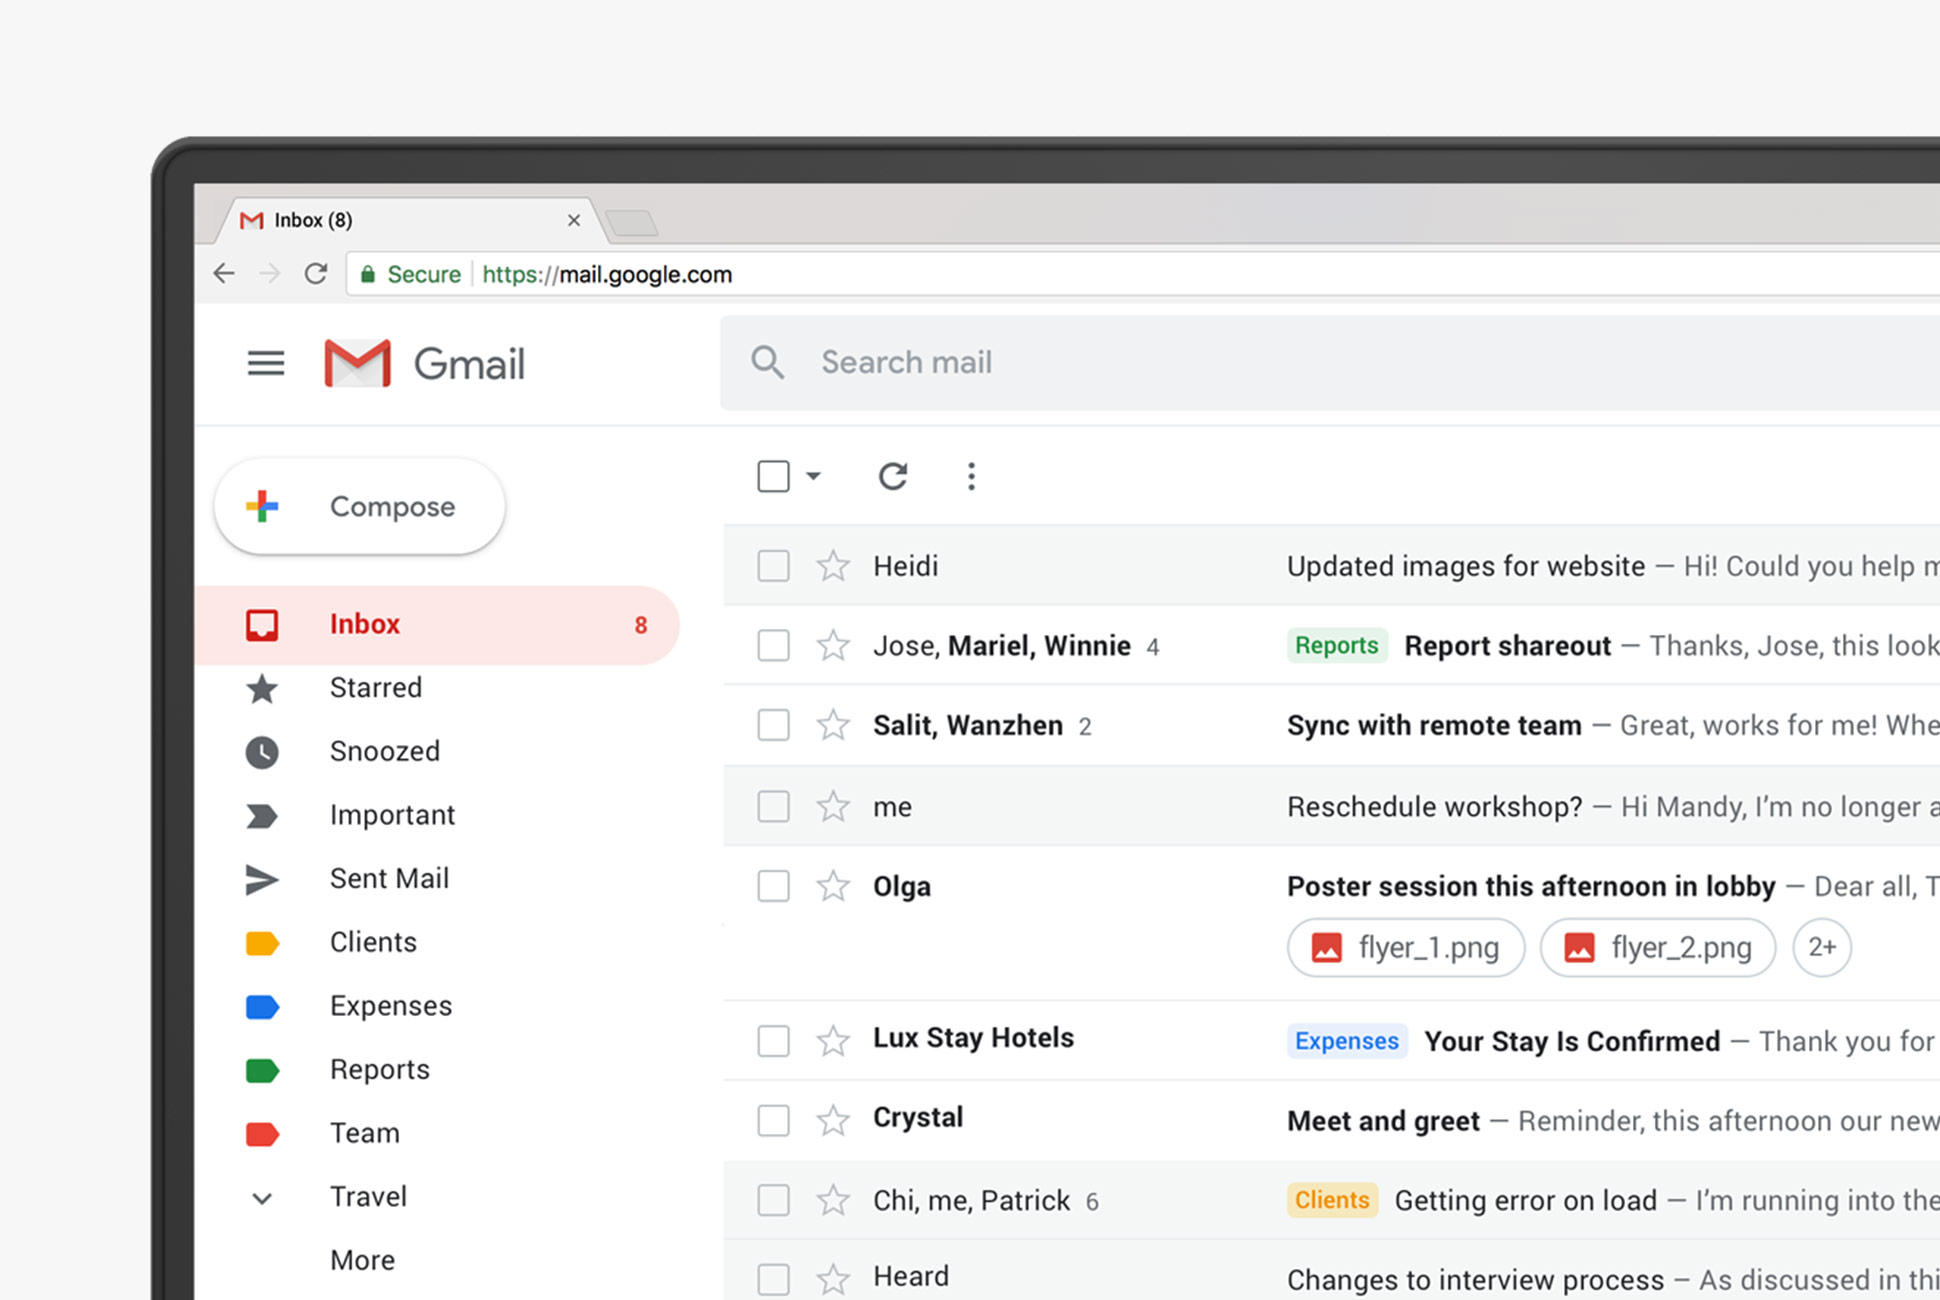 Inbox (8)
Secure https://mail.google.com
Gmail
Search mail
Compose
Inbox 8
Starred
Snoozed
Important
Sent Mail
Clients
Expenses
Reports
Team
Travel
More
Heidi Updated images for website — Hi! Could you help
Jose, Mariel, Winnie 4 Reports Report shareout — Thanks, Jose, this look
Salit, Wanzhen 2 Sync with remote team — Great, works for me! Whe
me Reschedule workshop? — Hi Mandy, I'm no longer a
Olga Poster session this afternoon in lobby — Dear all, T
flyer_1.png flyer_2.png 2+
Lux Stay Hotels Expenses Your Stay Is Confirmed — Thank you for
Crystal Meet and greet — Reminder, this afternoon our new
Chi, me, Patrick 6 Clients Getting error on load — I'm running into the
Heard Changes to interview process — As discussed in thi